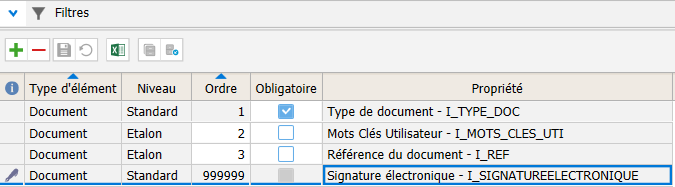 Filtres
Type d'élément Niveau Ordre Obligatoire Propriété
Document Standard 1 Type de document - I_TYPE_DOC
Document Etalon 2 Mots Clés Utilisateur - I_MOTS_CLES_UTI
Document Etalon 3 Référence du document - I_REF
Document Standard 999999 Signature électronique - I_SIGNATUREELECTRONIQUE